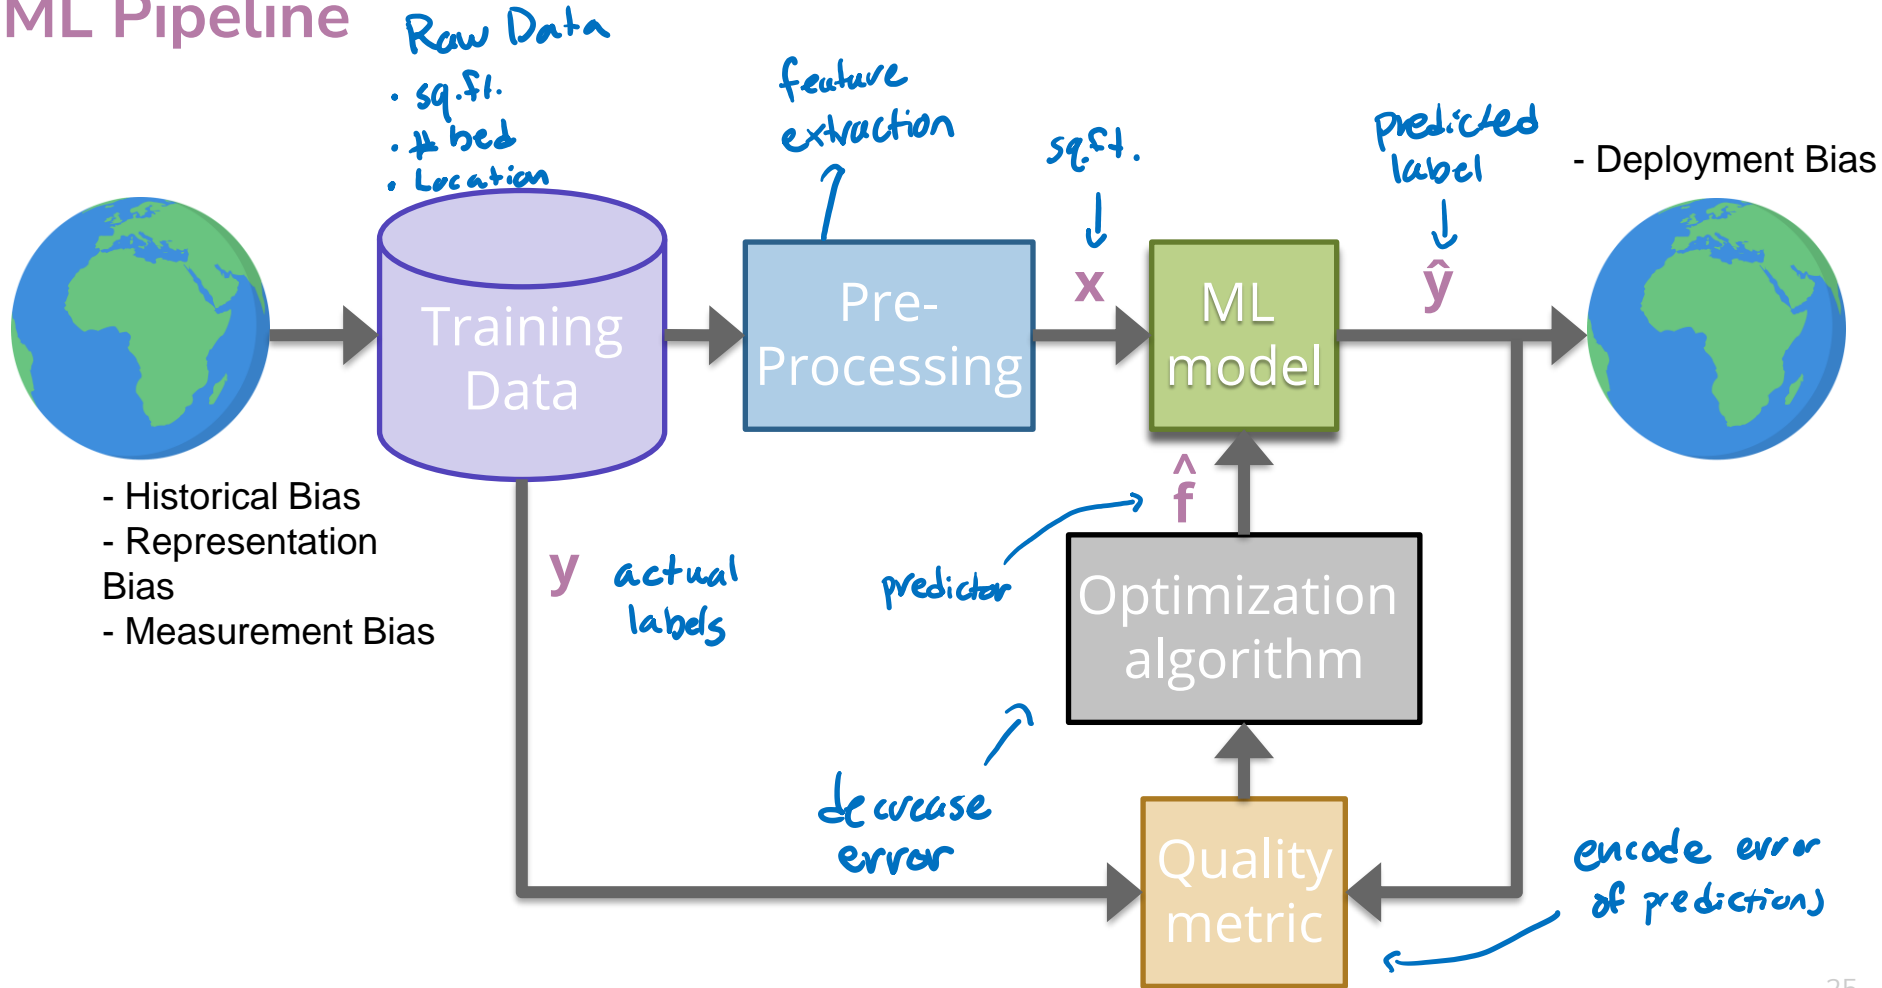 ML Pipeline
Raw Data
• sq.ft.
• # bed
• Location
feature
extraction
sq.ft.
predicted
label
- Deployment Bias
Training
Data
Pre-
Processing
x
ML
model
ŷ
- Historical Bias
- Representation
Bias
- Measurement Bias
y
actual
labels
predictor
f̂
Optimization
algorithm
decrease
error
Quality
metric
encode error
of predictions
25